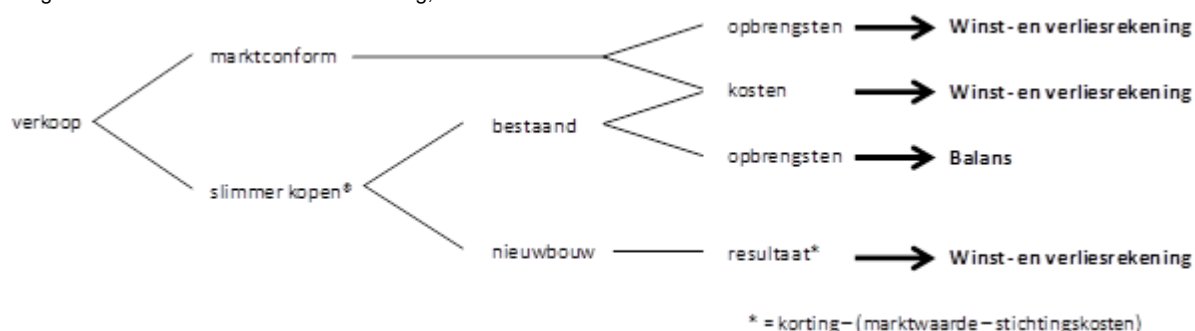 opbrengsten Winst- en verliesrekening
marktconform
kosten Winst- en verliesrekening
verkoop bestaand
opbrengsten Balans
slimmer kopen®
nieuwbouw resultaat* Winst- en verliesrekening
* = korting – (marktwaarde – stichtingskosten)